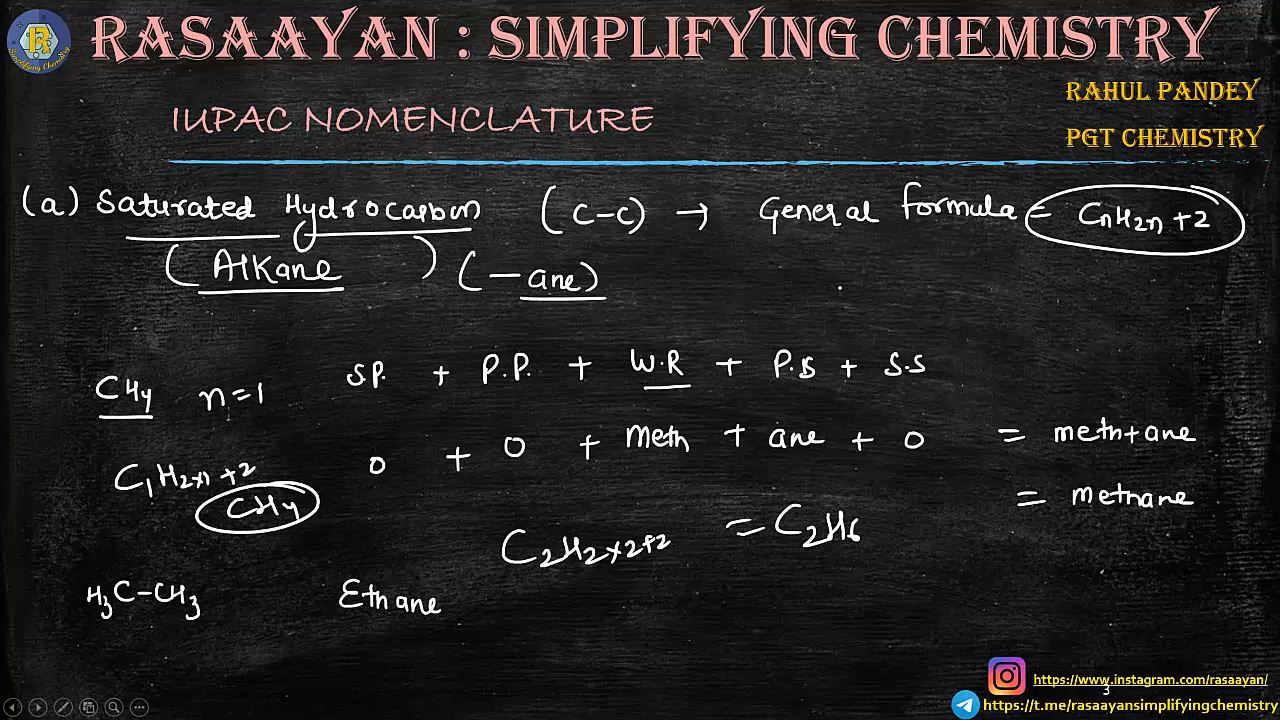 RASAAYAN : SIMPLIFYING CHEMISTRY
RAHUL PANDEY
IUPAC NOMENCLATURE
PGT CHEMISTRY
(a) Saturated Hydrocarbon (C-C) → General formula = CnH2n+2
(Alkane) (-ane)
CH4 n=1 S.P. + P.P. + W.R + P.S + S.S
0 + 0 + Meth + ane + 0 = meth+ane
C1H2×1+2
CH4
= methane
C2H2×2+2 = C2H6
H3C-CH3 Ethane
https://www.instagram.com/rasaayan/
3
https://t.me/rasaayansimplifyingchemistry